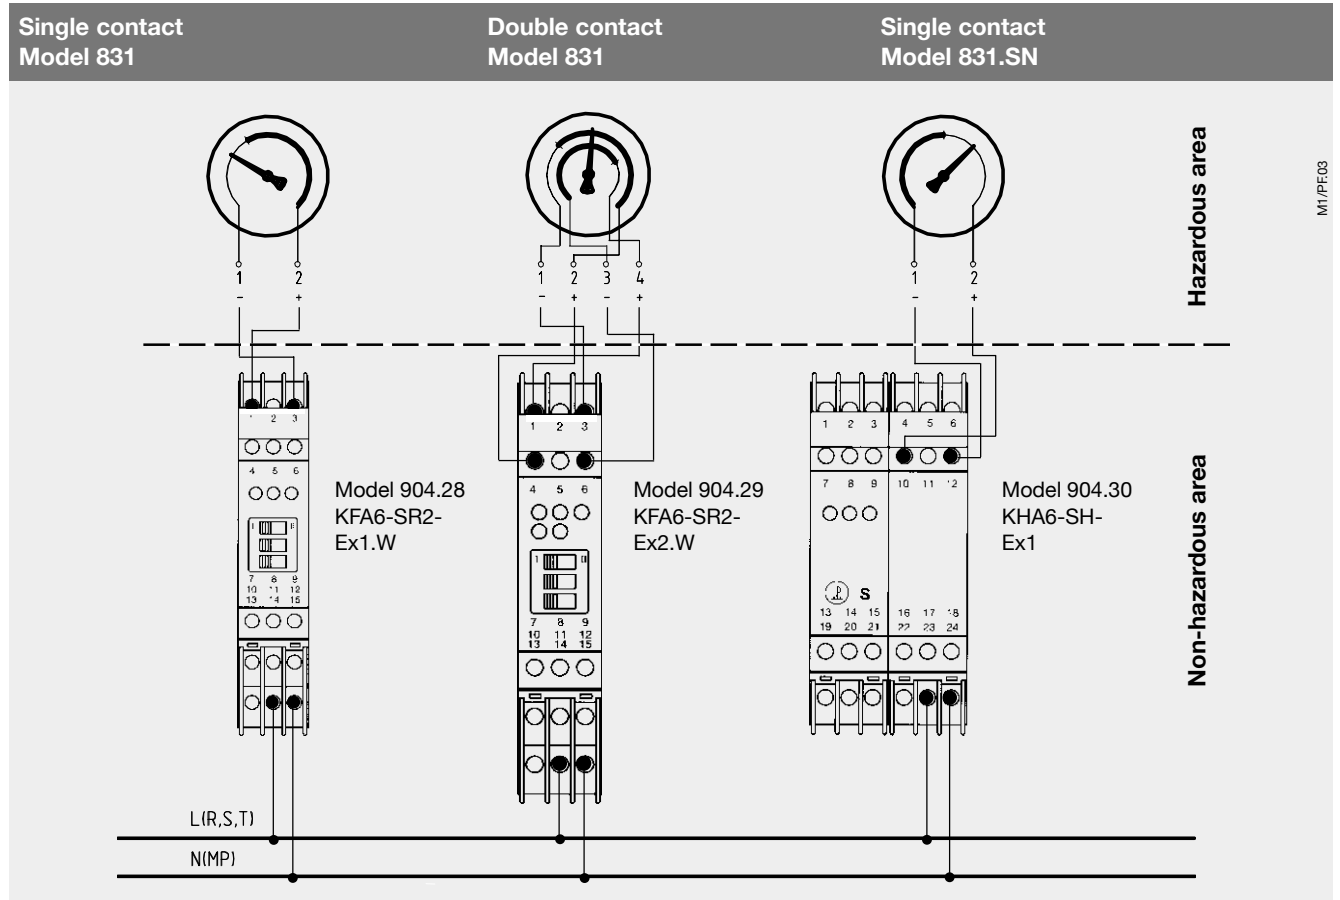 Single contact
Model 831
Double contact
Model 831
Single contact
Model 831.SN
Hazardous area
M1/PF.03
1 2
- +
1 2 3 4
- + - +
1 2
- +
1 2 3
4 5 6
I II
7 8 9
10 11 12
13 14 15
Model 904.28
KFA6-SR2-
Ex1.W
1 2 3
4 5 6
I II
7 8 9
10 11 12
13 14 15
Model 904.29
KFA6-SR2-
Ex2.W
1 2 3 4 5 6
7 8 9 10 11 12
S
13 14 15 16 17 18
19 20 21 22 23 24
Model 904.30
KHA6-SH-
Ex1
Non-hazardous area
L(R,S,T)
N(MP)